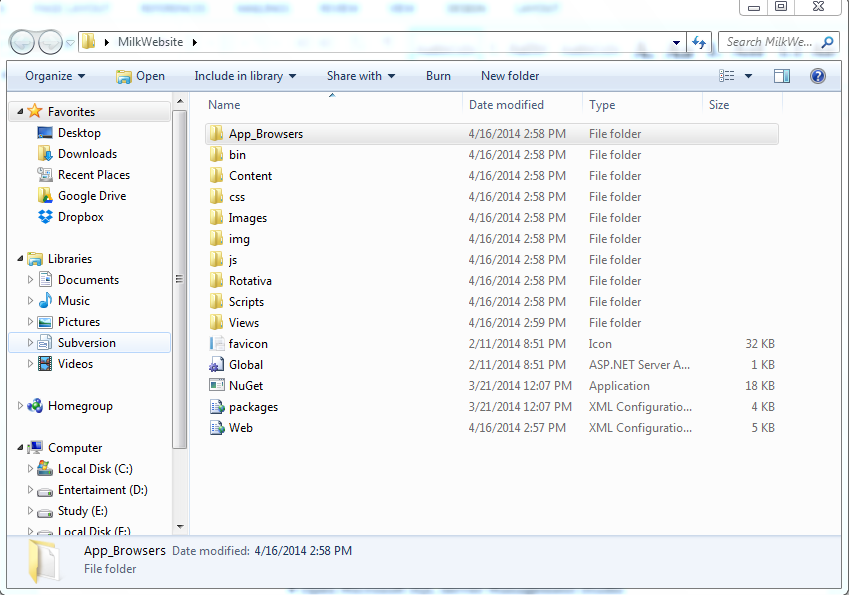 MilkWebsite
Search MilkWe...
Organize Open Include in library Share with Burn New folder
Name Date modified Type Size
Favorites
Desktop
Downloads
Recent Places
Google Drive
Dropbox
Libraries
Documents
Music
Pictures
Subversion
Videos
Homegroup
Computer
Local Disk (C:)
Entertaiment (D:)
Study (E:)
Local Disk (F:)
App_Browsers 4/16/2014 2:58 PM File folder
bin 4/16/2014 2:58 PM File folder
Content 4/16/2014 2:58 PM File folder
css 4/16/2014 2:58 PM File folder
Images 4/16/2014 2:58 PM File folder
img 4/16/2014 2:58 PM File folder
js 4/16/2014 2:58 PM File folder
Rotativa 4/16/2014 2:58 PM File folder
Scripts 4/16/2014 2:58 PM File folder
Views 4/16/2014 2:59 PM File folder
favicon 2/11/2014 8:51 PM Icon 32 KB
Global 2/11/2014 8:51 PM ASP.NET Server A... 1 KB
NuGet 3/21/2014 12:07 PM Application 18 KB
packages 3/21/2014 12:07 PM XML Configuratio... 4 KB
Web 4/16/2014 2:57 PM XML Configuratio... 5 KB
App_Browsers Date modified: 4/16/2014 2:58 PM
File folder